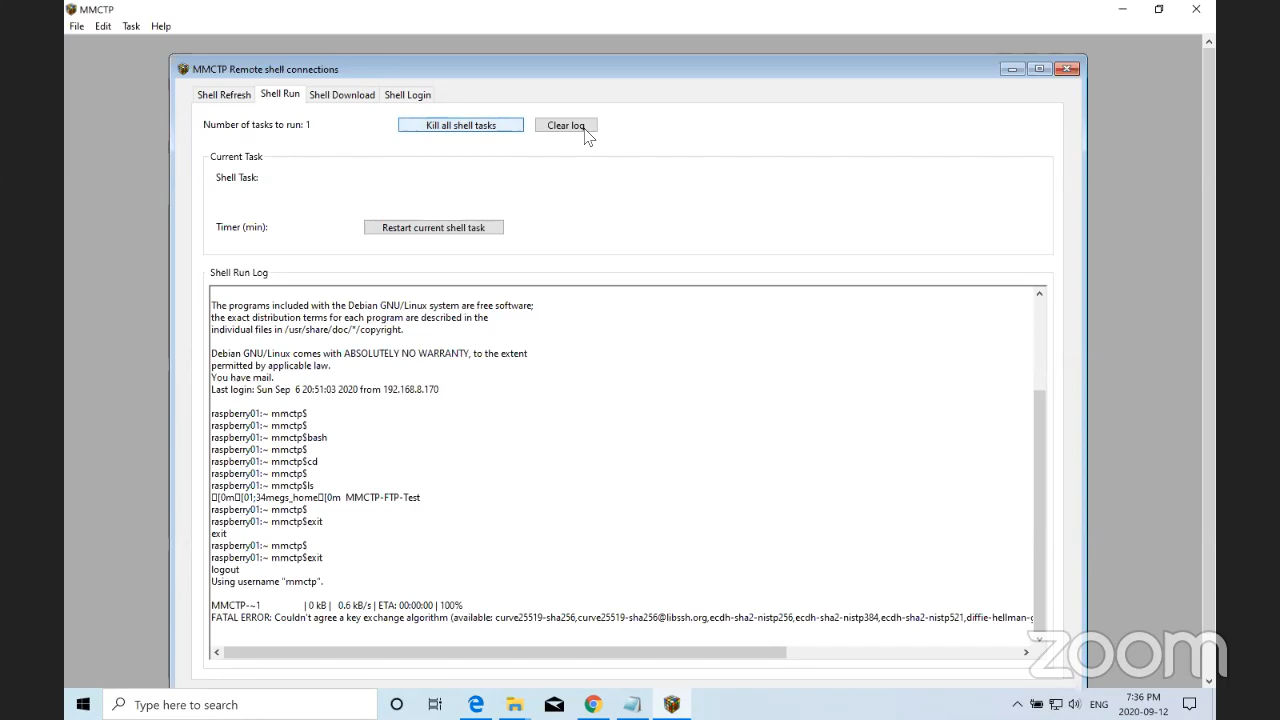 MMCTP
File Edit Task Help
MMCTP Remote shell connections
Shell Refresh Shell Run Shell Download Shell Login
Number of tasks to run: 1 Kill all shell tasks Clear log
Current Task
Shell Task:
Timer (min): Restart current shell task
Shell Run Log
The programs included with the Debian GNU/Linux system are free software;
the exact distribution terms for each program are described in the
individual files in /usr/share/doc/*/copyright.
Debian GNU/Linux comes with ABSOLUTELY NO WARRANTY, to the extent
permitted by applicable law.
You have mail.
Last login: Sun Sep 6 20:51:03 2020 from 192.168.8.170
raspberry01:~ mmctp$
raspberry01:~ mmctp$
raspberry01:~ mmctp$bash
raspberry01:~ mmctp$
raspberry01:~ mmctp$cd
raspberry01:~ mmctp$
raspberry01:~ mmctp$ls
□[0m□[01;34megs_home□[0m MMCTP-FTP-Test
raspberry01:~ mmctp$
raspberry01:~ mmctp$exit
exit
raspberry01:~ mmctp$
raspberry01:~ mmctp$exit
logout
Using username "mmctp".
MMCTP-~1 | 0 kB | 0.6 kB/s | ETA: 00:00:00 | 100%
FATAL ERROR: Couldn't agree a key exchange algorithm (available: curve25519-sha256,curve25519-sha256@libssh.org,ecdh-sha2-nistp256,ecdh-sha2-nistp384,ecdh-sha2-nistp521,diffie-hellman-g
zoom
Type here to search
ENG
7:36 PM
2020-09-12